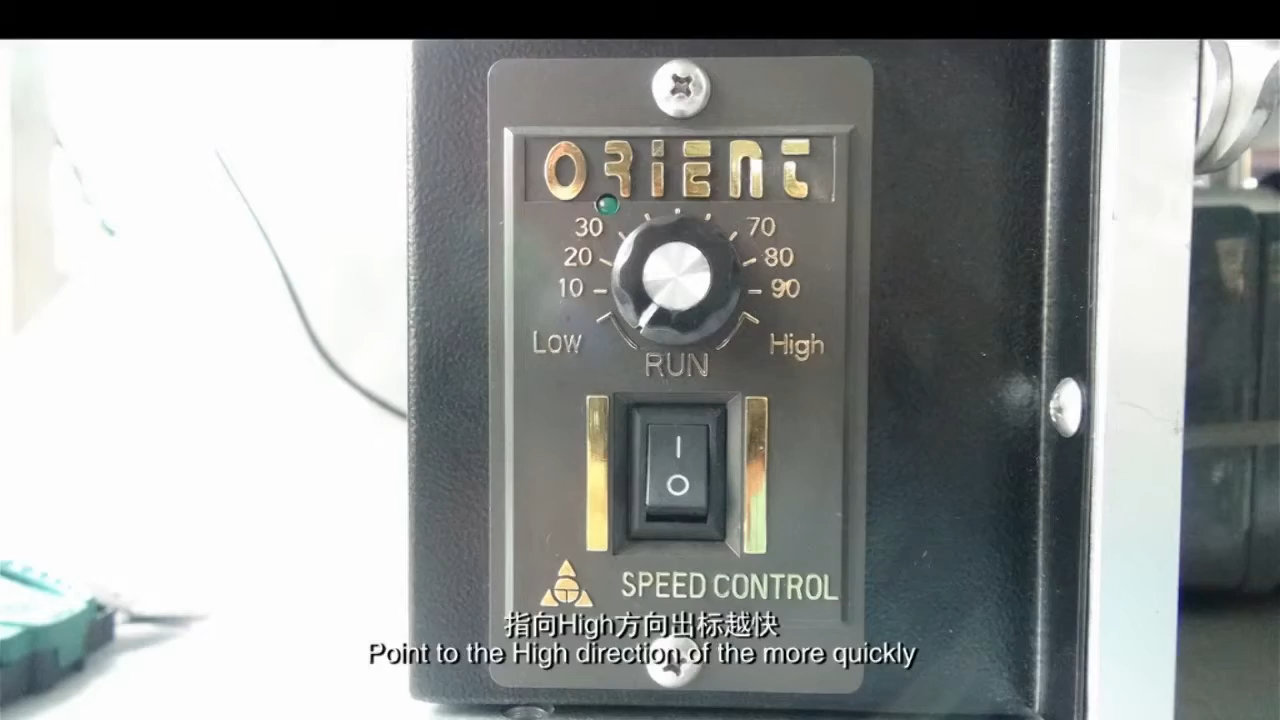 ORIENT
30 70
20 80
10 90
Low High
RUN
SPEED CONTROL
指向High方向出标越快
Point to the High direction of the more quickly